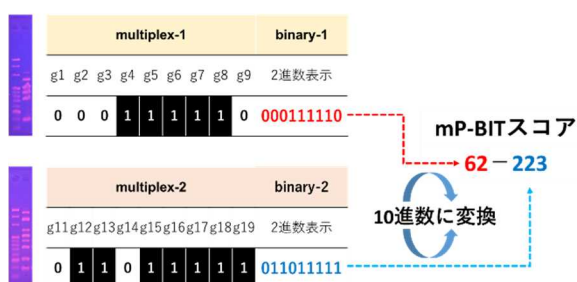 multiplex-1 binary-1
g1 g2 g3 g4 g5 g6 g7 g8 g9 2進数表示
0 0 0 1 1 1 1 1 0 000111110
mP-BITスコア
62－223
10進数に変換
multiplex-2 binary-2
g11 g12 g13 g14 g15 g16 g17 g18 g19 2進数表示
0 1 1 0 1 1 1 1 1 011011111